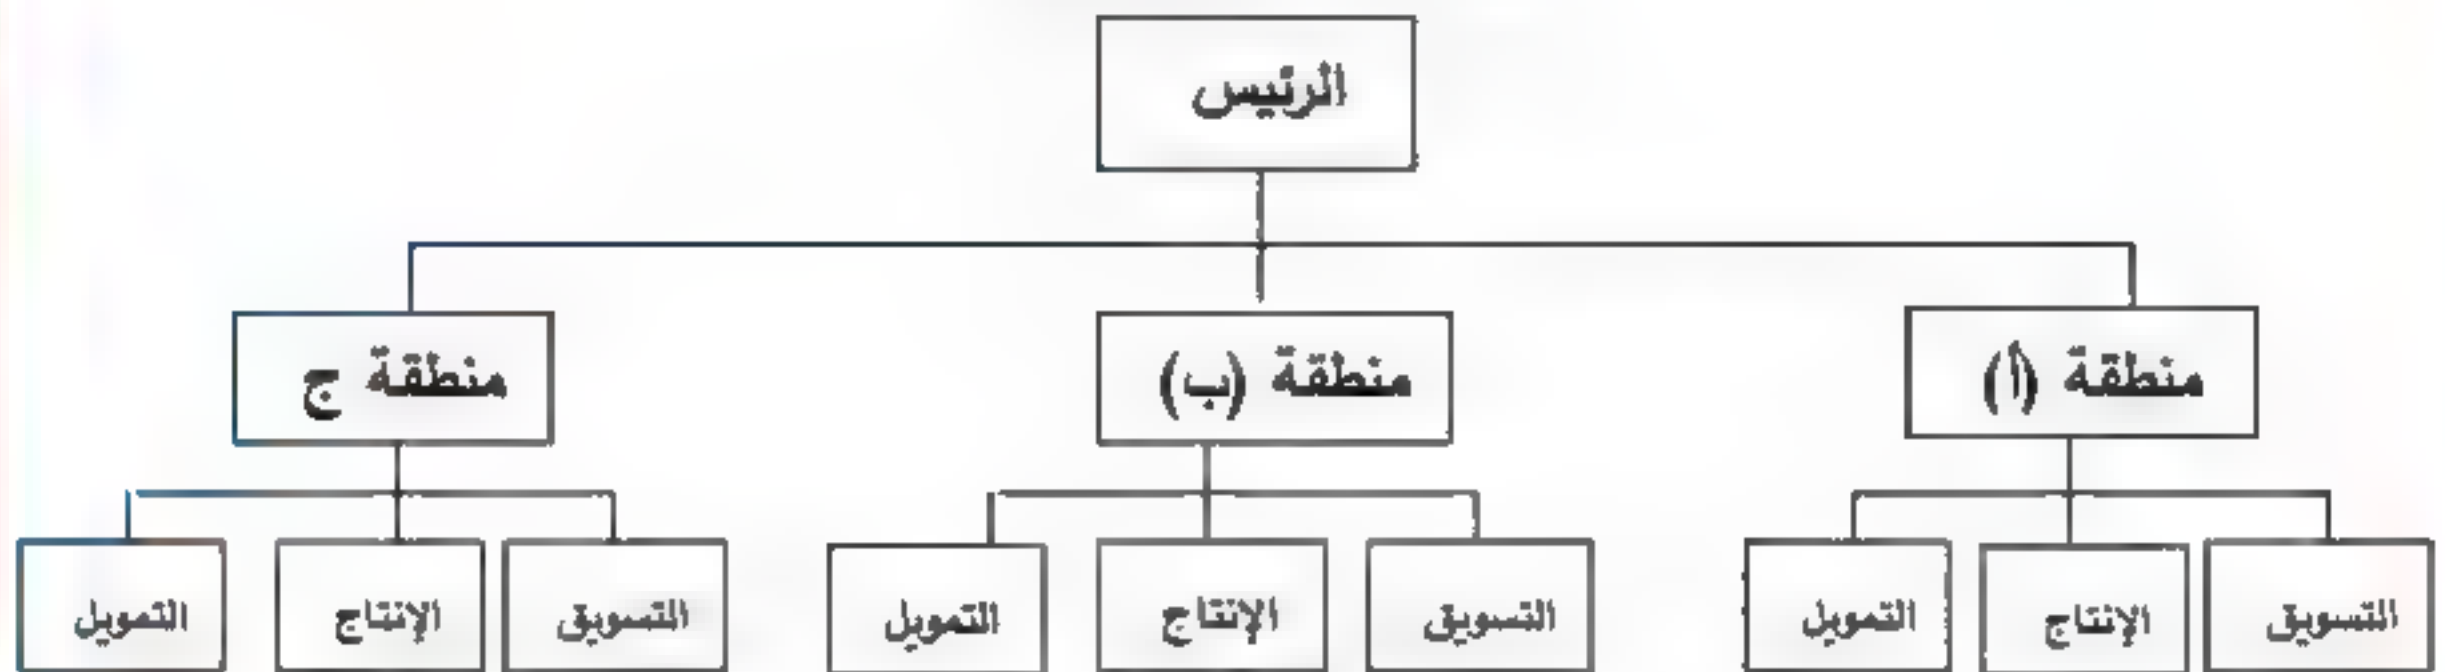 الرئيس
منطقة (أ)
منطقة (ب)
منطقة ج
التسويق
الإنتاج
التمويل
التسويق
الإنتاج
التمويل
التسويق
الإنتاج
التمويل